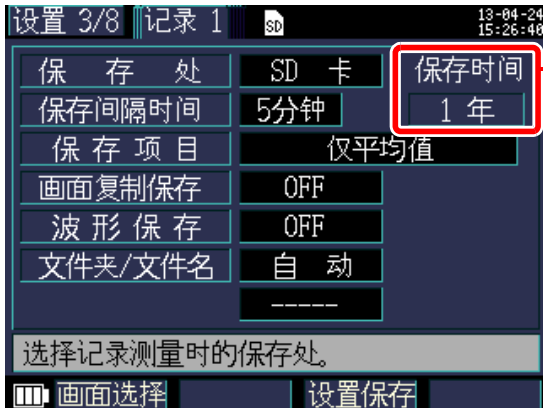 设置 3/8 记录 1 SD 13-04-24
15:26:40
保 存 处 SD 卡 保存时间
保存间隔时间 5分钟 1 年
保 存 项 目 仅平均值
画面复制保存 OFF
波 形 保 存 OFF
文件夹/文件名 自 动
-----
选择记录测量时的保存处。
画面选择 设置保存